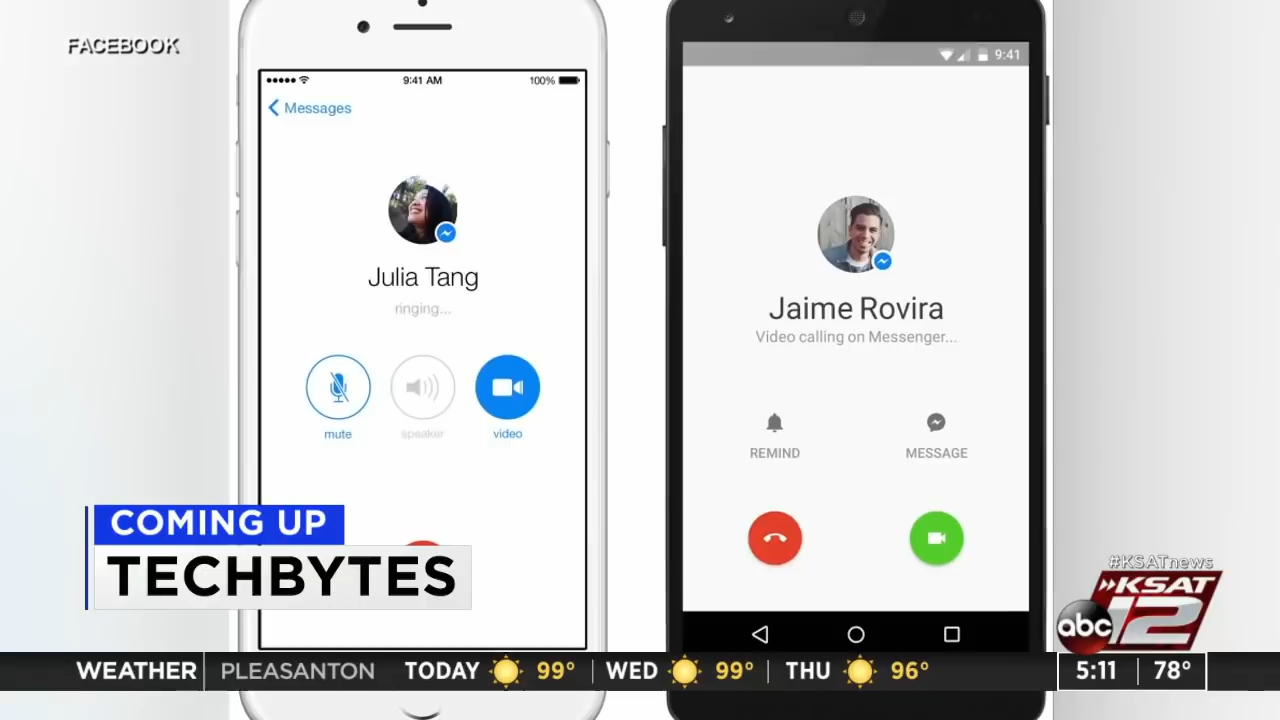 FACEBOOK
9:41 AM
100%
Messages
Julia Tang
ringing...
mute
speaker
video
9:41
Jaime Rovira
Video calling on Messenger...
REMIND
MESSAGE
COMING UP
TECHBYTES
#KSATnews
KSAT
abc 12
WEATHER PLEASANTON TODAY 99° WED 99° THU 96° 5:11 78°